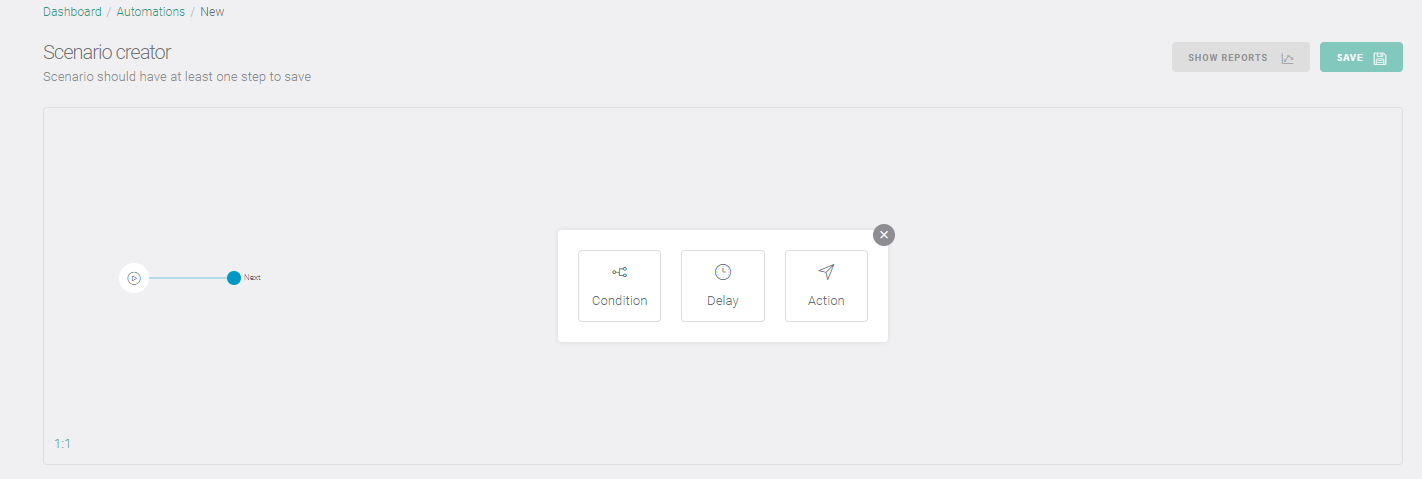 Dashboard / Automations / New
Scenario creator
Scenario should have at least one step to save
SHOW REPORTS
SAVE
Next
Condition
Delay
Action
1:1